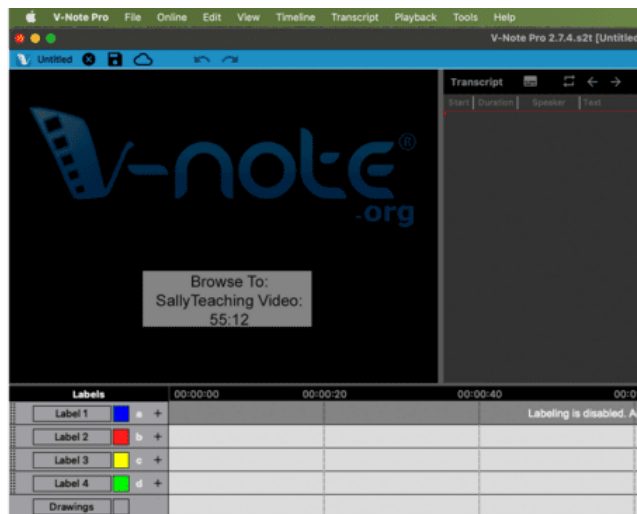 V-Note Pro File Online Edit View Timeline Transcript Playback Tools Help
V-Note Pro 2.7.4.s2t [Untitled
Untitled
Transcript
Start Duration Speaker Text
V-note®
.org
Browse To:
SallyTeaching Video:
55:12
Labels 00:00:00 00:00:20 00:00:40 00:0
Label 1 a + Labeling is disabled. A
Label 2 b +
Label 3 c +
Label 4 d +
Drawings